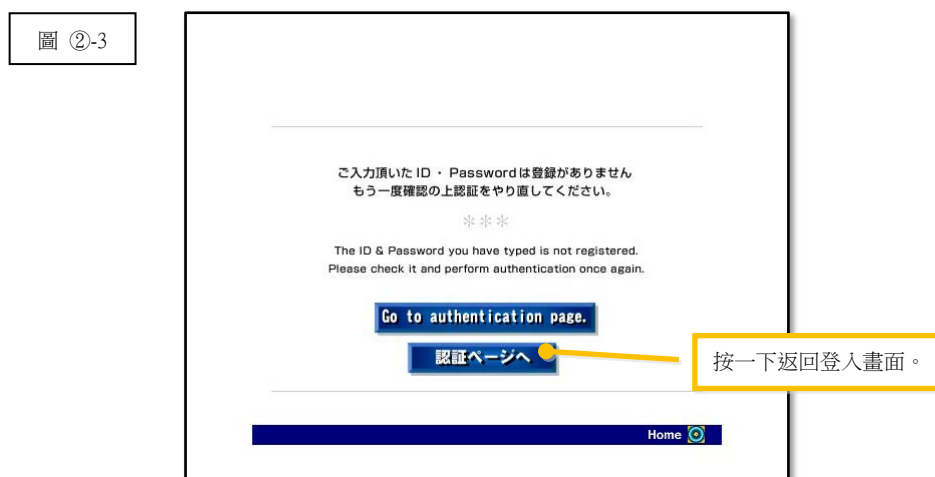 圖 ②-3
ご入力頂いた ID ・ Passwordは登録がありません
もう一度確認の上認証をやり直してください。
***
The ID & Password you have typed is not registered.
Please check it and perform authentication once again.
Go to authentication page.
認証ページへ
按一下返回登入畫面。
Home